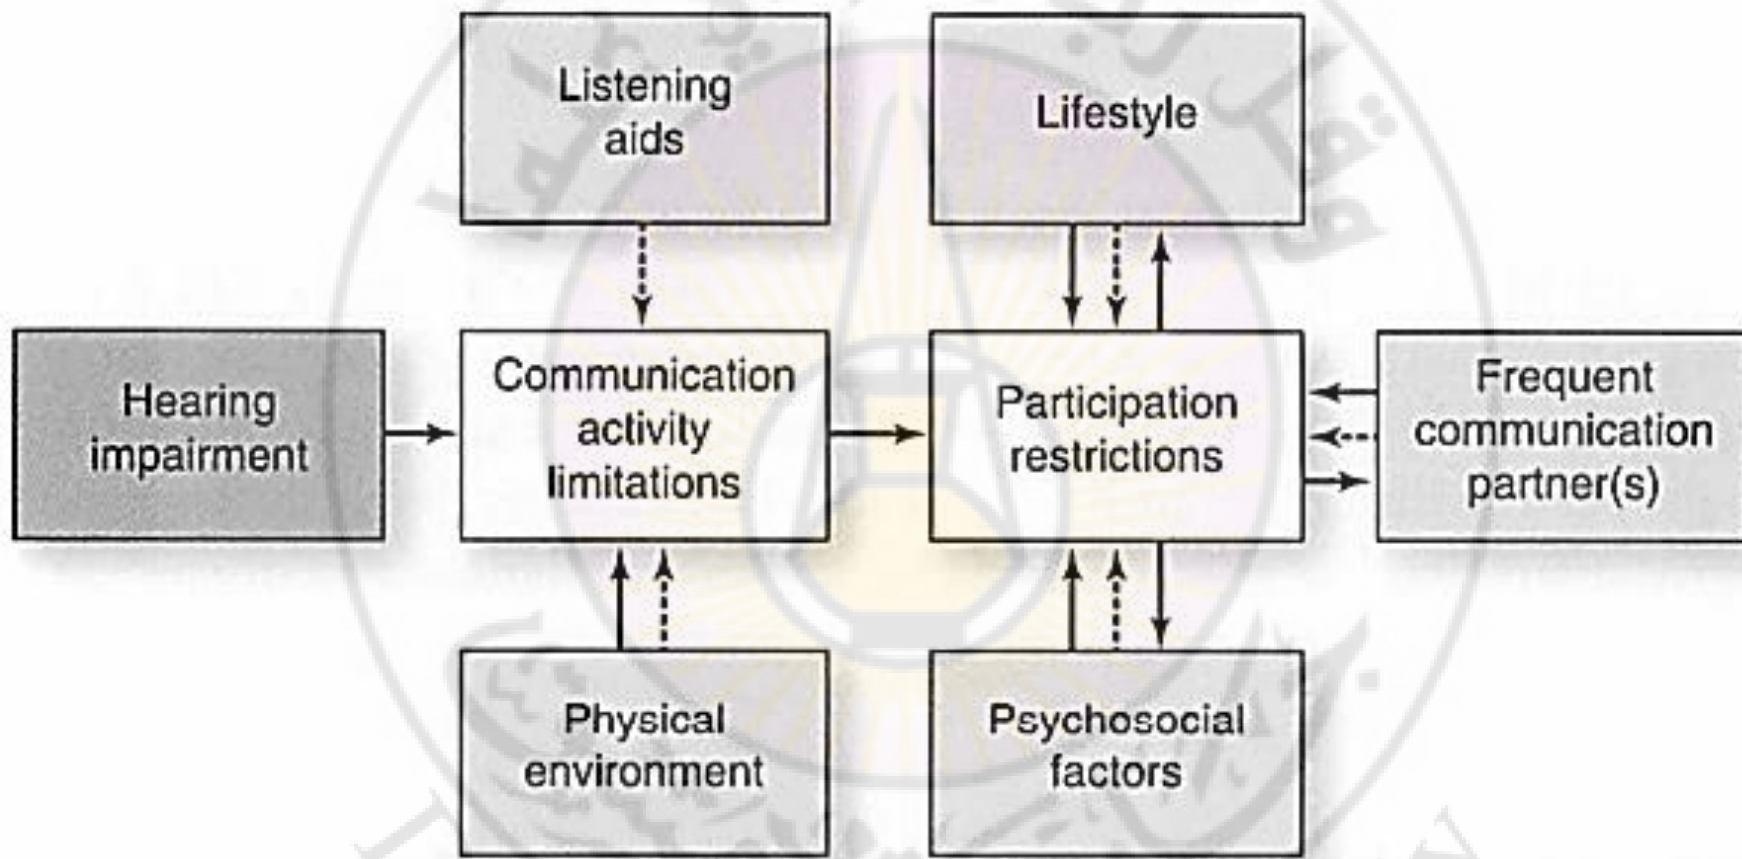 Listening
aids
Lifestyle
Hearing
impairment
Communication
activity
limitations
Participation
restrictions
Frequent
communication
partner(s)
Physical
environment
Psychosocial
factors